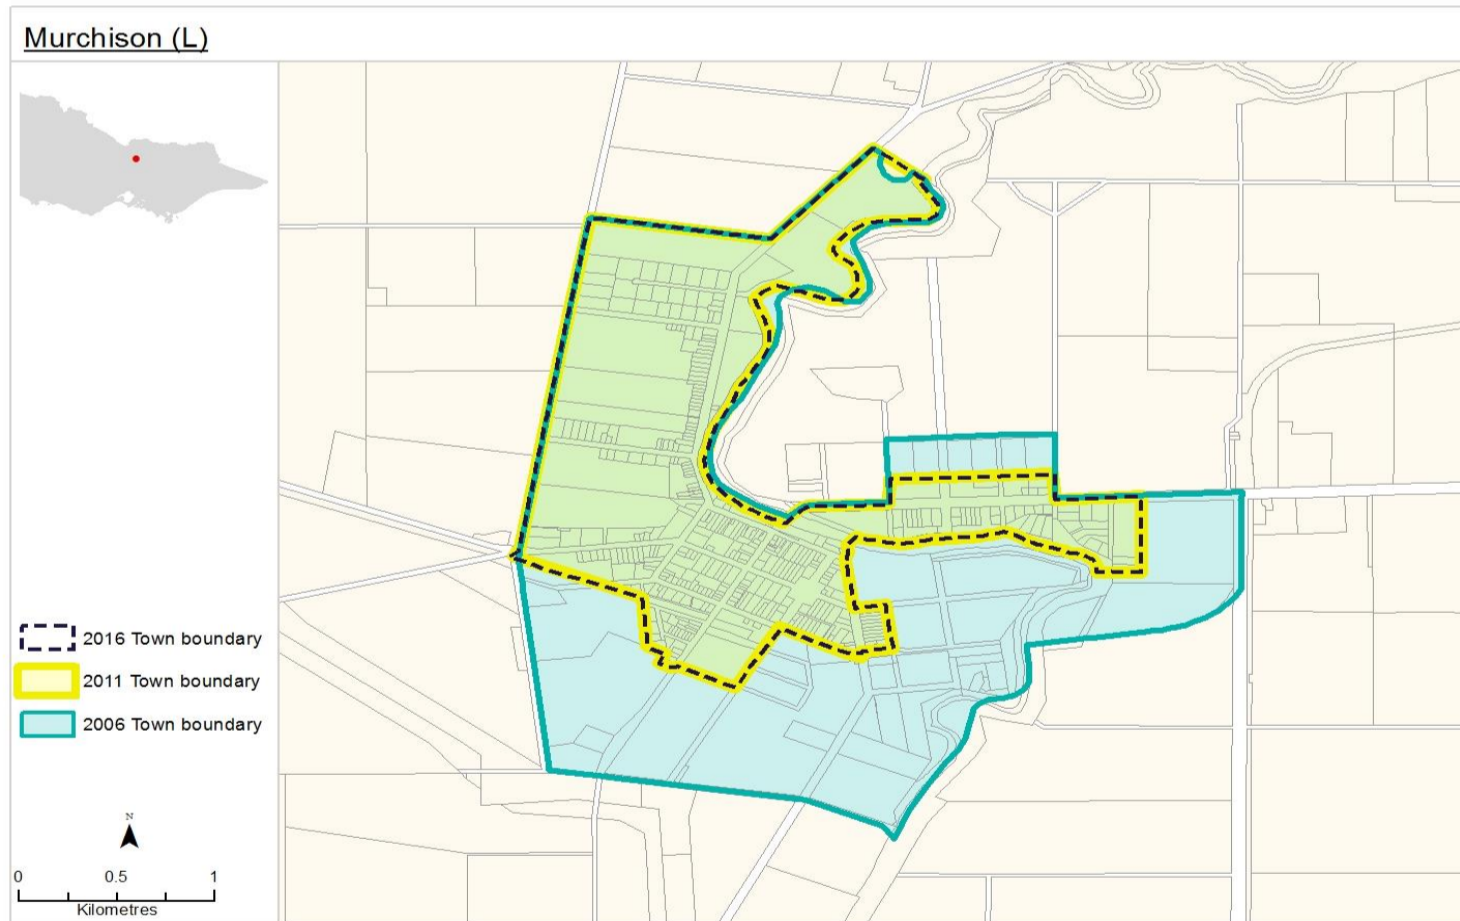 Murchison (L)
2016 Town boundary
2011 Town boundary
2006 Town boundary
N
0 0.5 1
Kilometres